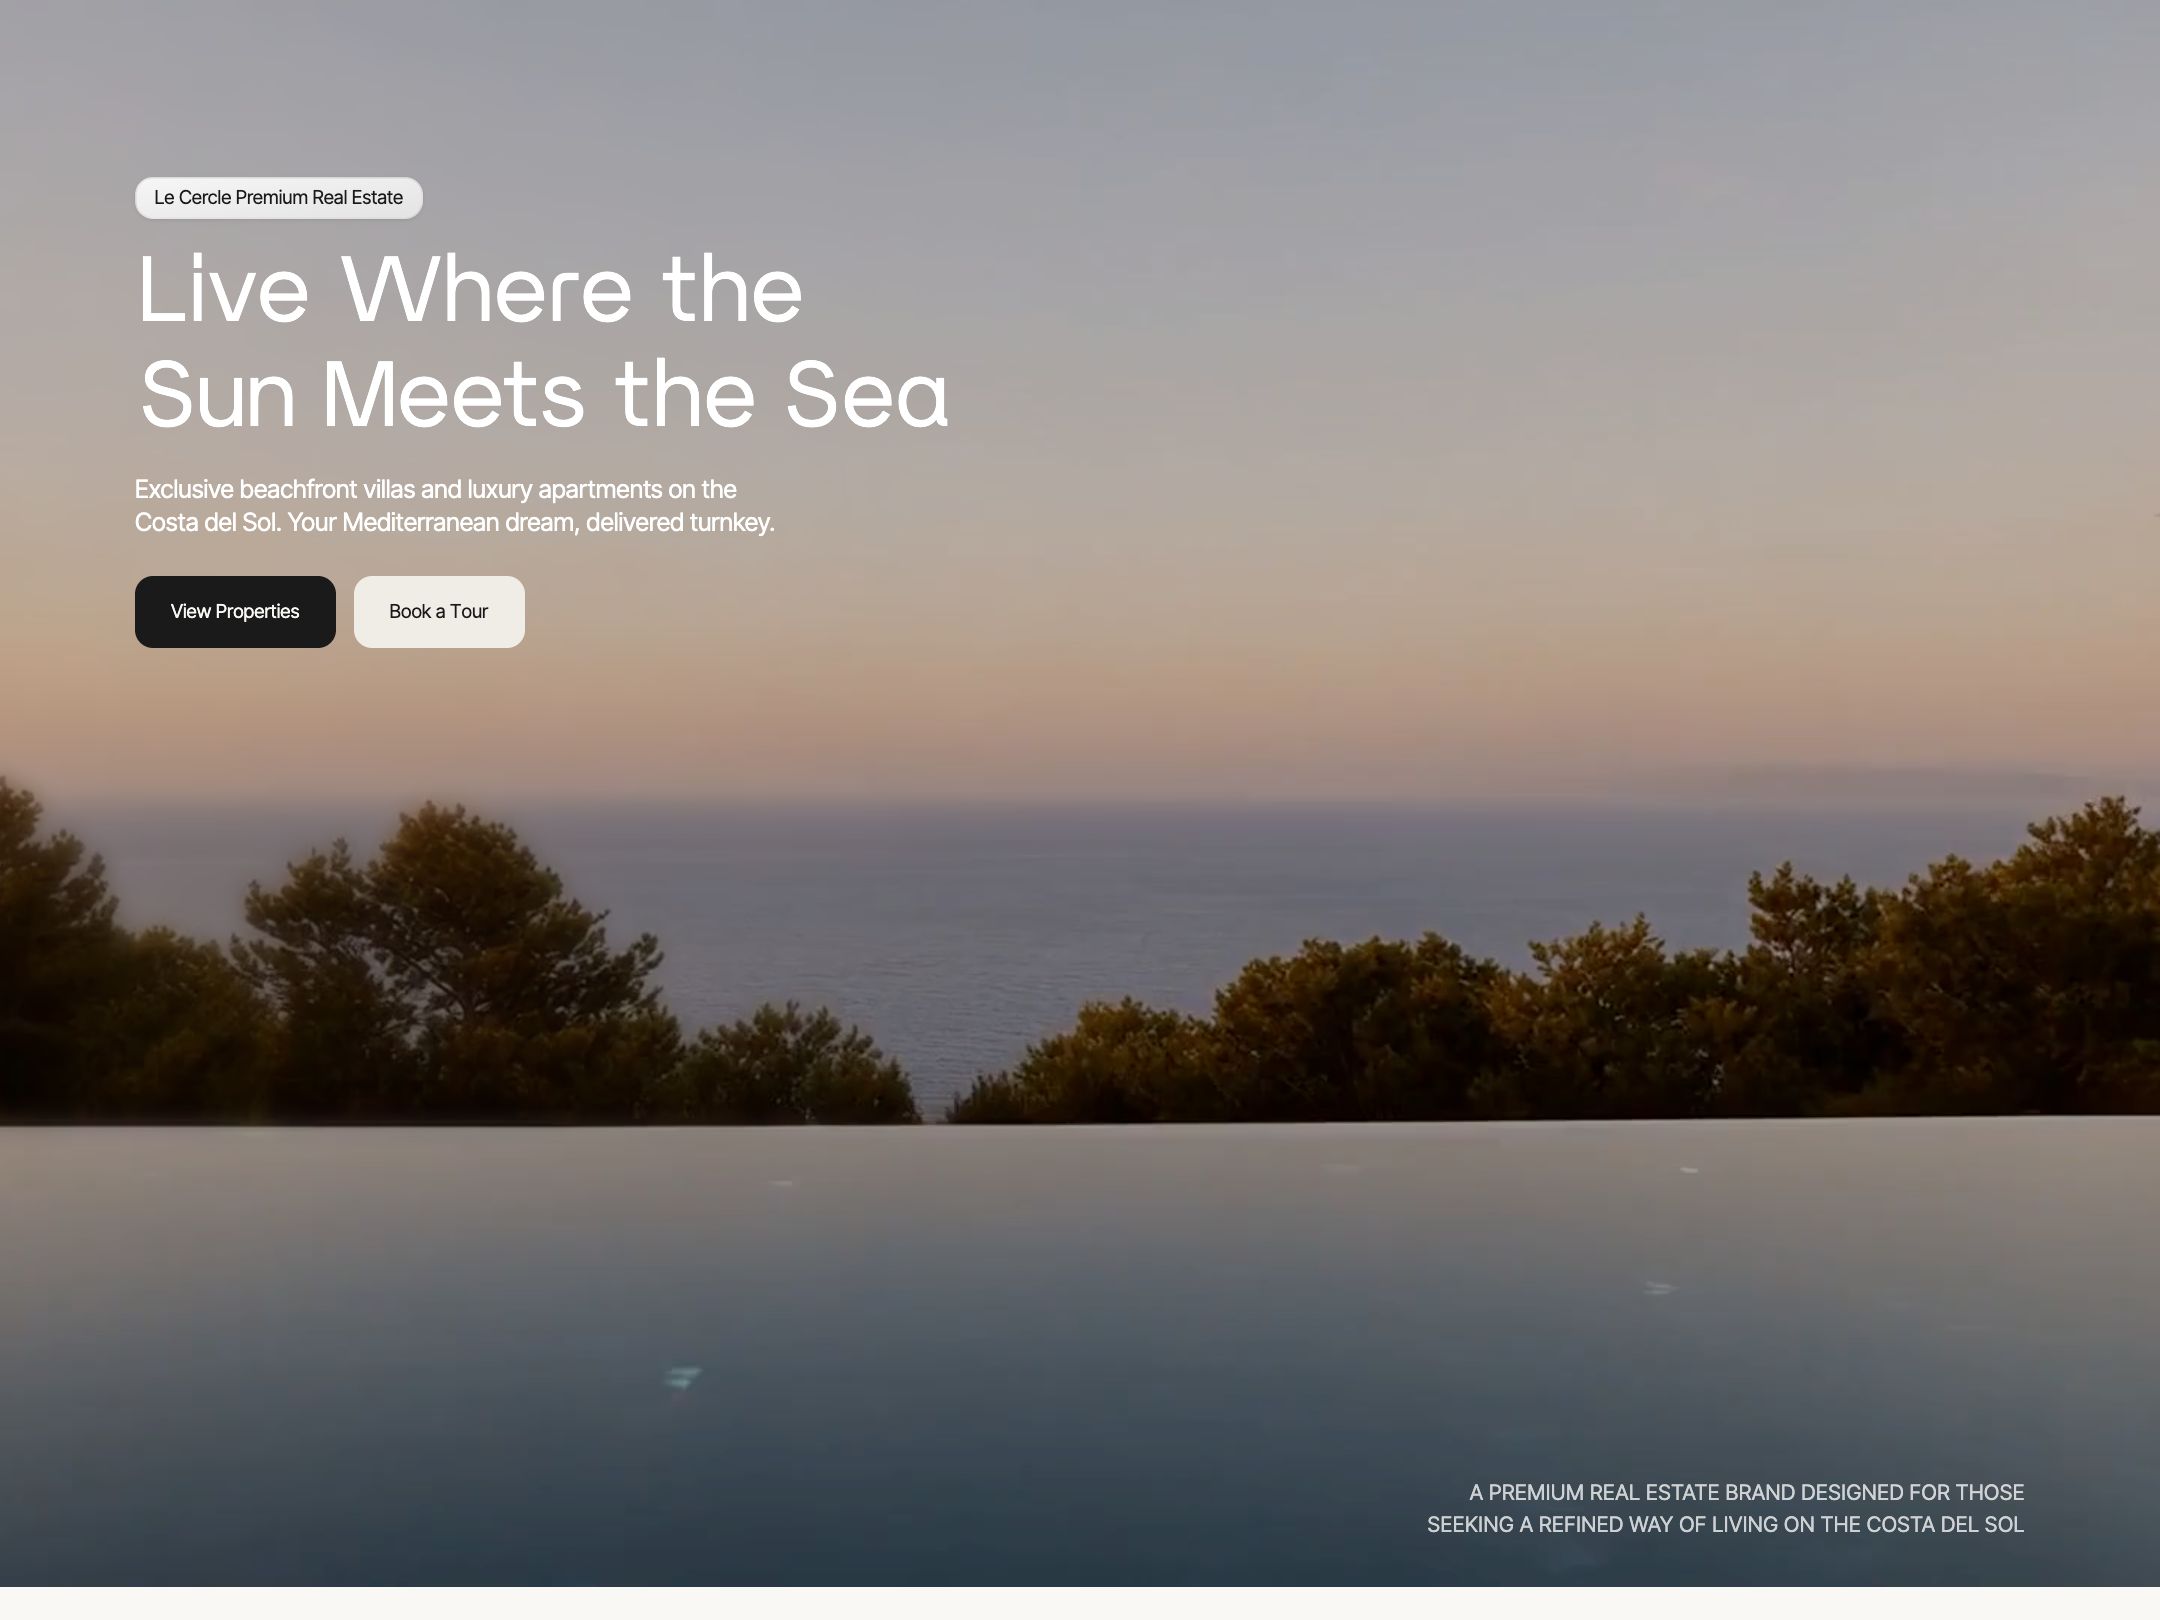 Le Cercle Premium Real Estate
Live Where the
Sun Meets the Sea
Exclusive beachfront villas and luxury apartments on the
Costa del Sol. Your Mediterranean dream, delivered turnkey.
View Properties
Book a Tour
A PREMIUM REAL ESTATE BRAND DESIGNED FOR THOSE
SEEKING A REFINED WAY OF LIVING ON THE COSTA DEL SOL